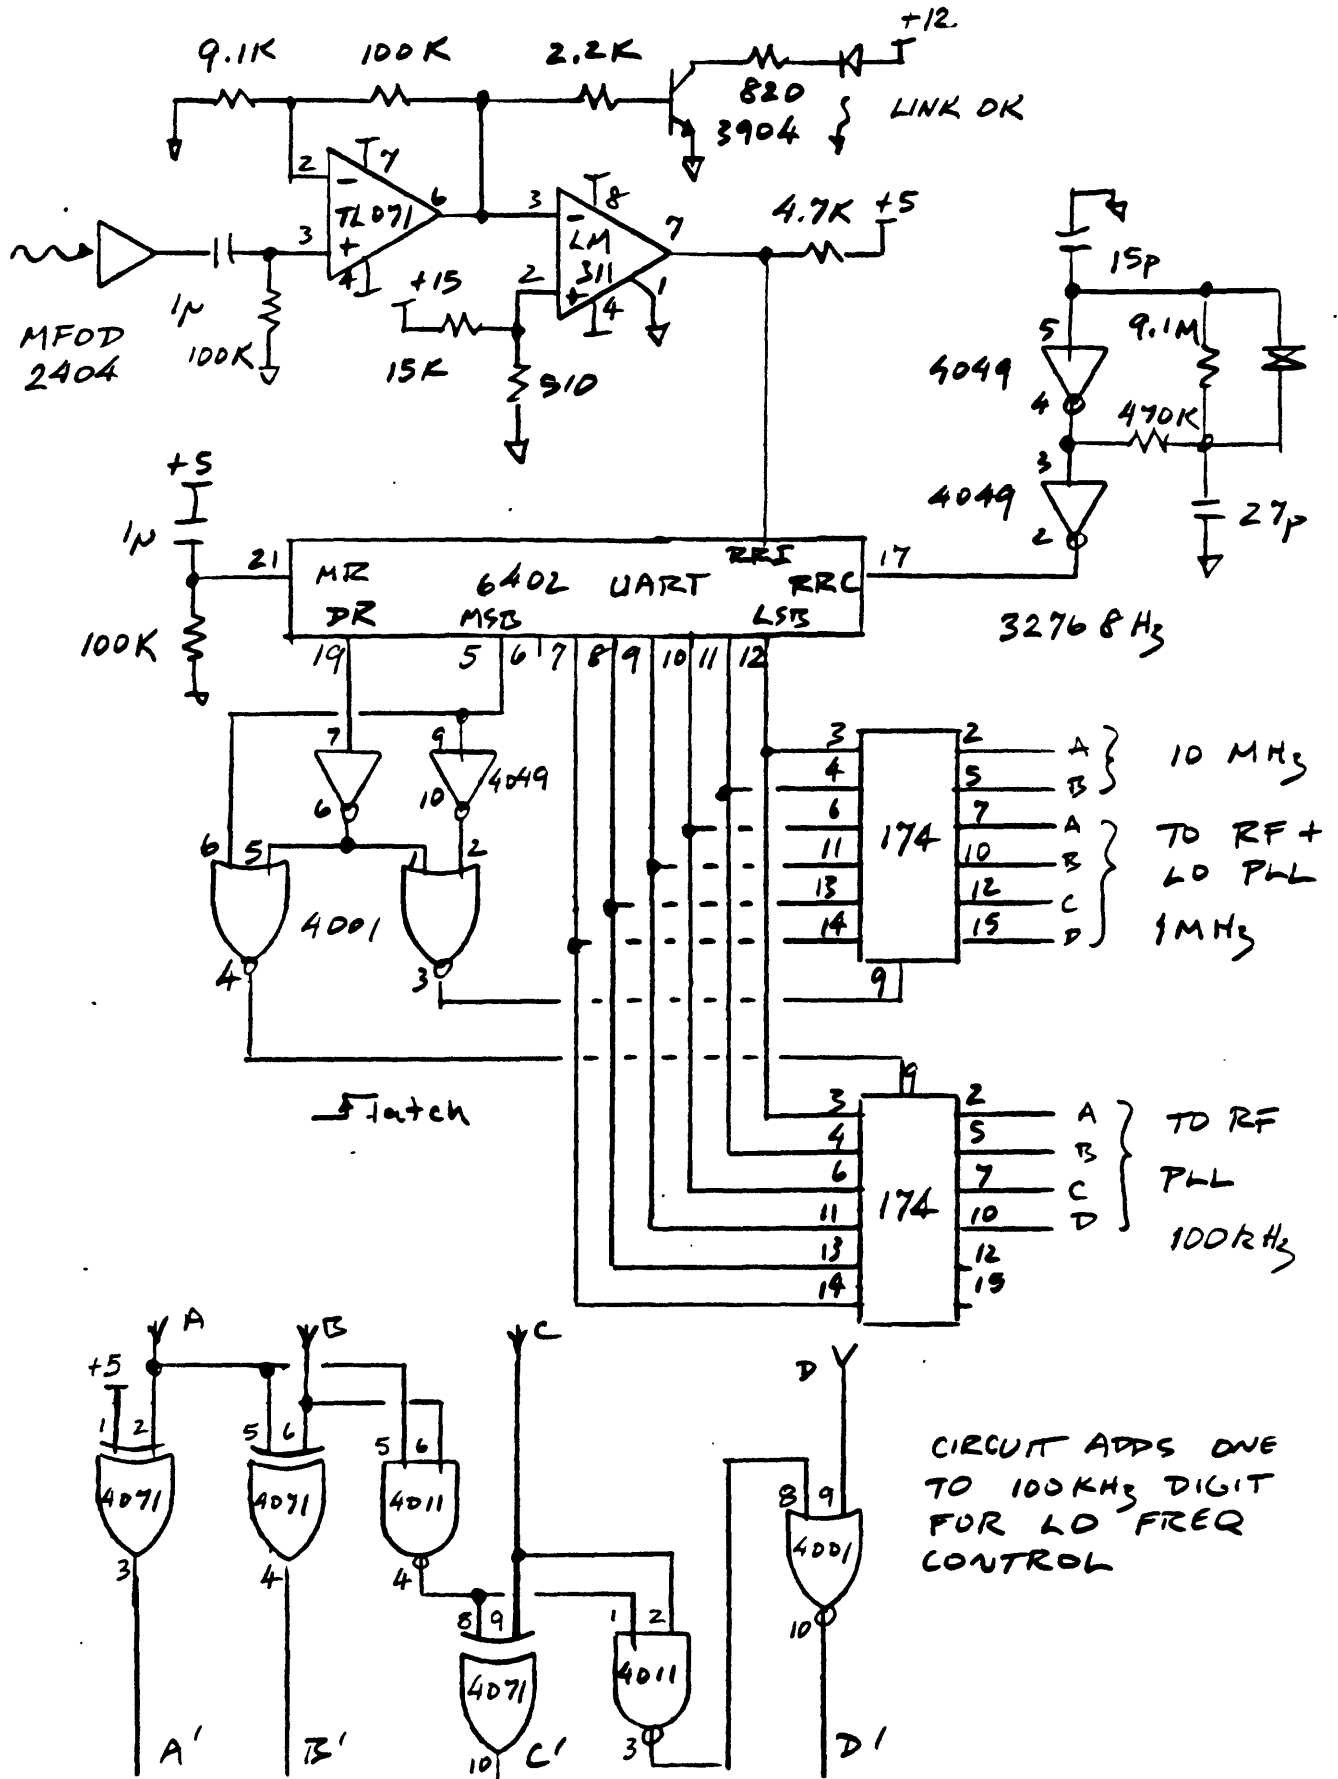 +12
9.1K 100K 2.2K
820
3904
LINK OK
2 7
-
TL071
6
3
+
4
3 8
-
LM
311
7
2
+
4
1
4.7K +5
+15
15K
510
1μ
100K
MFOD
2404
15p
5
9.1M
4049
4
470K
3
4049
2
27p
32768Hz
+5
1μ
100K
21 MR 6402 UART RRI RRC 17
DR MSB LSB
19 5 6 7 8 9 10 11 12
7 9
4049
6 10
6 5 1 2
4001
4 3
3 2 A
4 5 B
10 MHz
6 7 A
174
11 10 B
13 12 C
14 15 D
TO RF +
LO PLL
1MHz
9
latch
9
3 2 A
4 5 B
6 7 C
174
11 10 D
13 12
14 15
TO RF
PLL
100kHz
A B C D
+5
1 2 5 6 5 6 8 9
4071 4071 4011 4001
3 4 4 10
8 9 1 2
4071 4011
10 3
A' B' C' D'
CIRCUIT ADDS ONE
TO 100KHz DIGIT
FOR LO FREQ
CONTROL